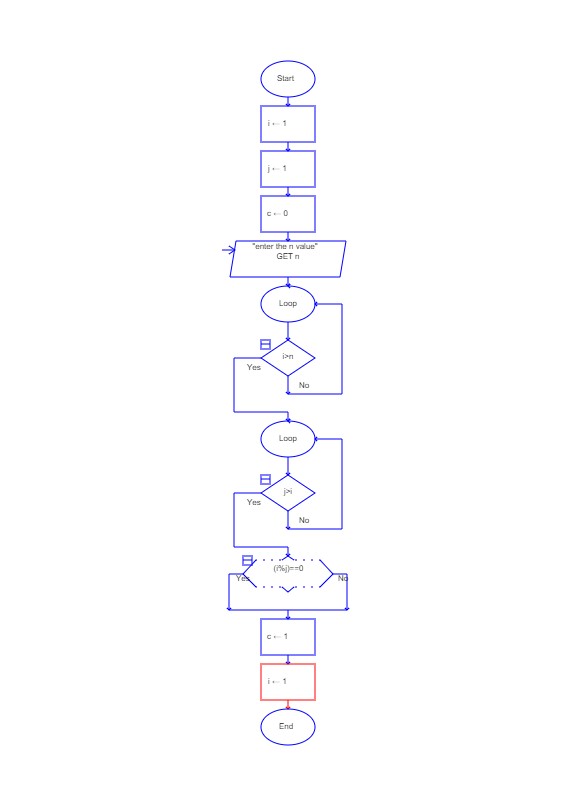 Start
i ← 1
j ← 1
c ← 0
"enter the n value"
GET n
Loop
i>n
Yes
No
Loop
j>i
Yes
No
(i%j)==0
Yes
No
c ← 1
i ← 1
End